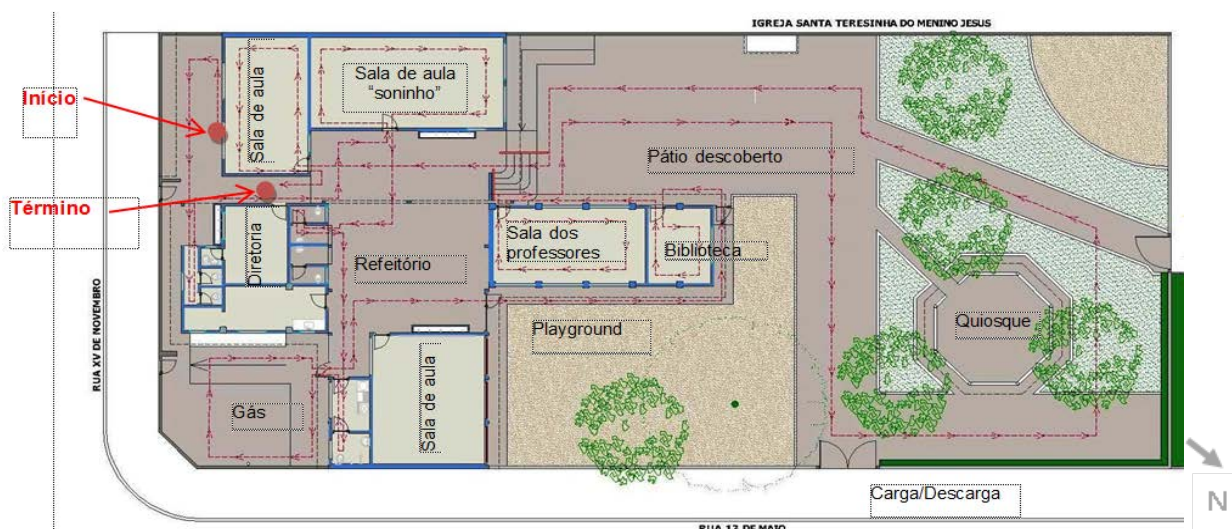 IGREJA SANTA TERESINHA DO MENINO JESUS
Início
Término
Sala de aula
Sala de aula
"soninho"
Pátio descoberto
Diretoria
Refeitório
Sala dos
professores
Biblioteca
Playground
Quiosque
RUA XV DE NOVEMBRO
Gás
Sala de aula
Carga/Descarga
N
RUA 13 DE MAIO